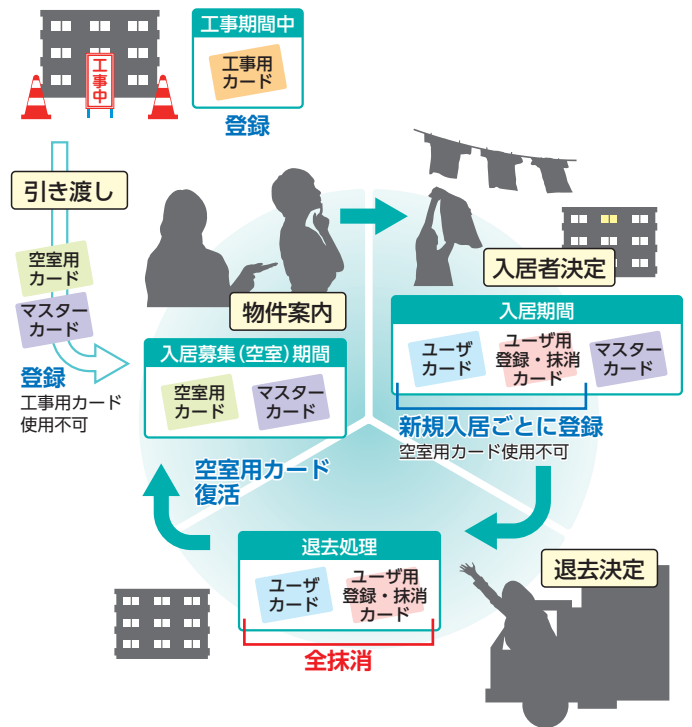 工事中
工事期間中
工事用
カード
登録
引き渡し
空室用
カード
マスター
カード
登録
工事用カード
使用不可
物件案内
入居募集(空室)期間
空室用
カード
マスター
カード
入居者決定
入居期間
ユーザ
カード
ユーザ用
登録・抹消
カード
マスター
カード
新規入居ごとに登録
空室用カード使用不可
空室用カード
復活
退去処理
ユーザ
カード
ユーザ用
登録・抹消
カード
全抹消
退去決定